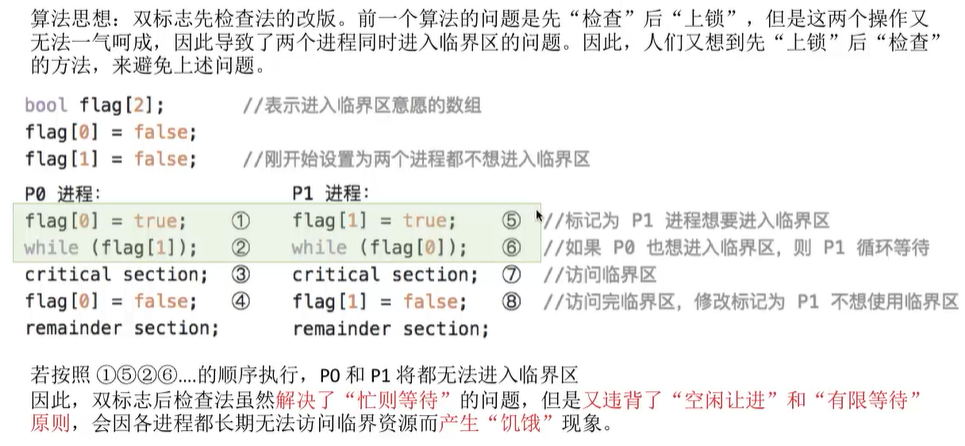 算法思想：双标志先检查法的改版。前一个算法的问题是先“检查”后“上锁”，但是这两个操作又
无法一气呵成，因此导致了两个进程同时进入临界区的问题。因此，人们又想到先“上锁”后“检查”
的方法，来避免上述问题。
bool flag[2]; //表示进入临界区意愿的数组
flag[0] = false;
flag[1] = false; //刚开始设置为两个进程都不想进入临界区
P0 进程： P1 进程：
flag[0] = true; ① flag[1] = true; ⑤ //标记为 P1 进程想要进入临界区
while (flag[1]); ② while (flag[0]); ⑥ //如果 P0 也想进入临界区，则 P1 循环等待
critical section; ③ critical section; ⑦ //访问临界区
flag[0] = false; ④ flag[1] = false; ⑧ //访问完临界区，修改标记为 P1 不想使用临界区
remainder section; remainder section;
若按照 ①⑤②⑥....的顺序执行，P0 和 P1 将都无法进入临界区
因此，双标志后检查法虽然解决了“忙则等待”的问题，但是又违背了“空闲让进”和“有限等待”
原则，会因各进程都长期无法访问临界资源而产生“饥饿”现象。